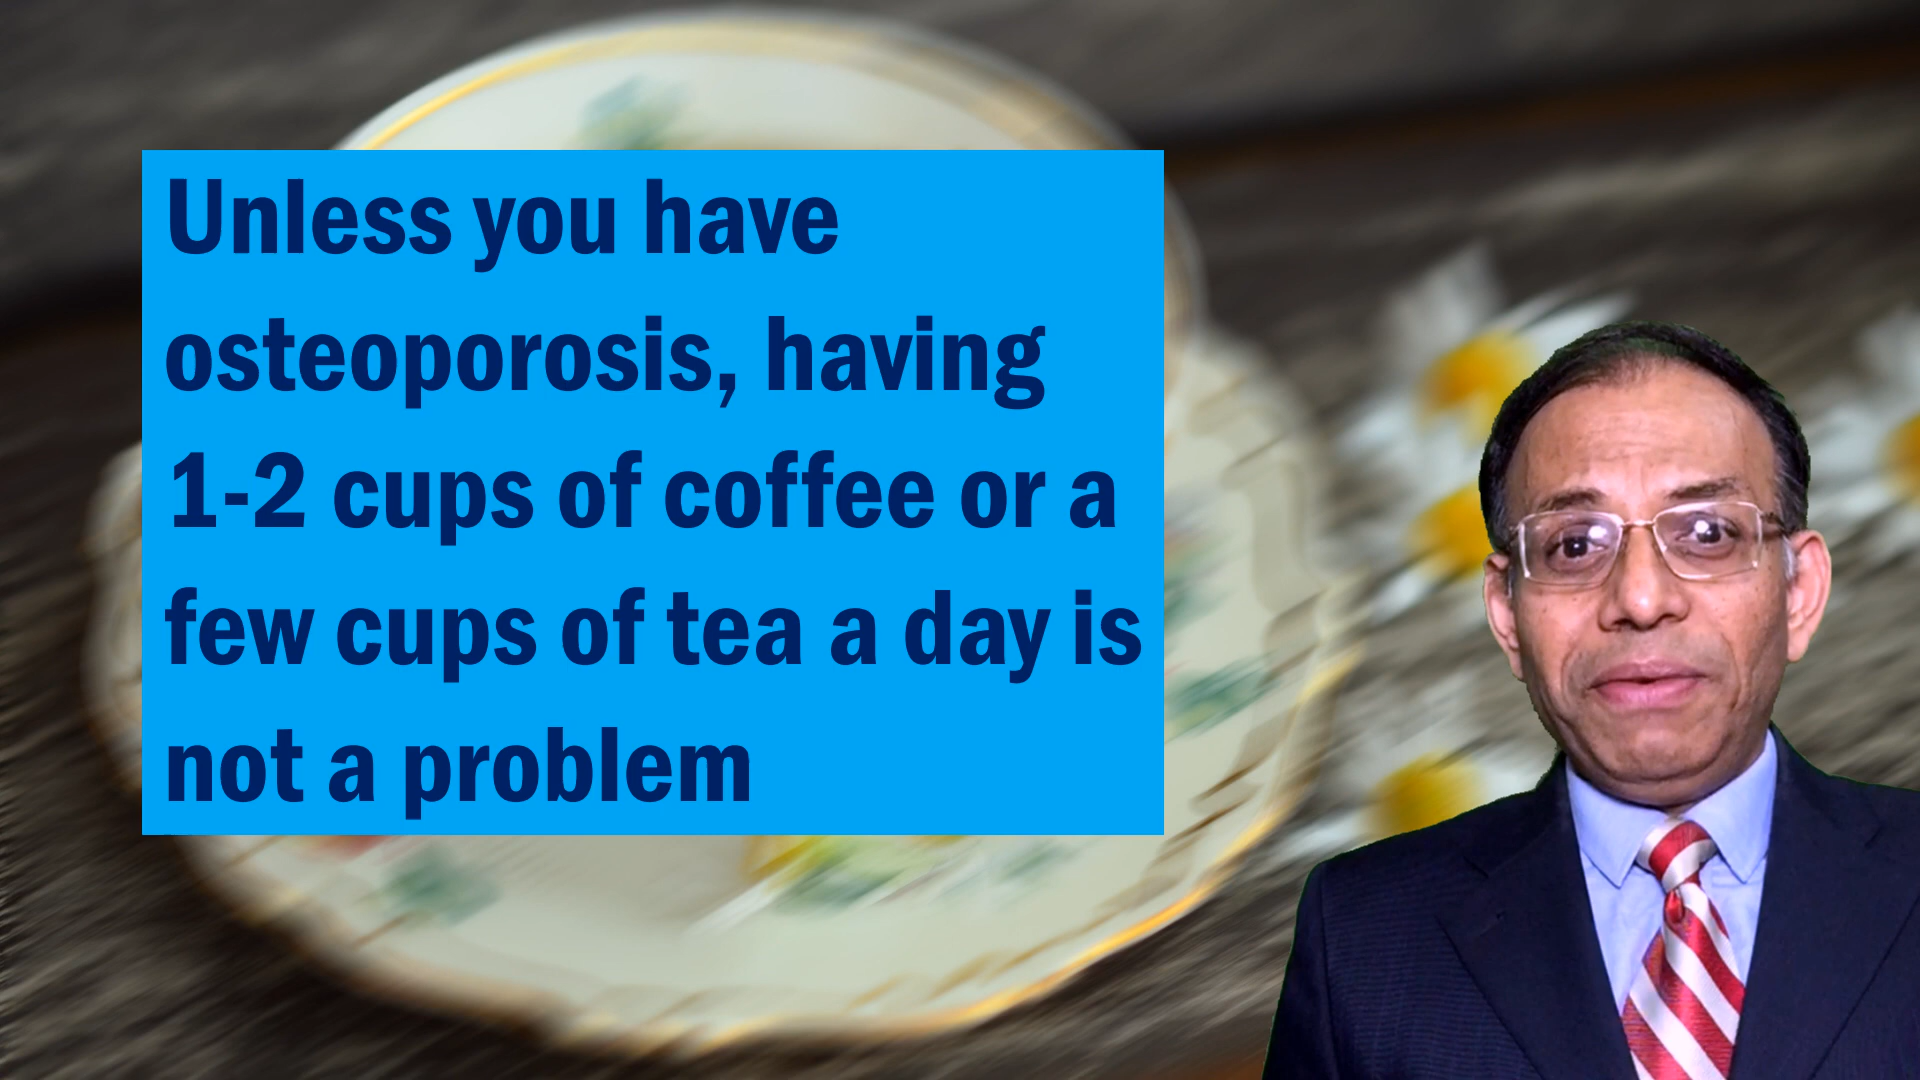 Unless you have
osteoporosis, having
1-2 cups of coffee or a
few cups of tea a day is
not a problem